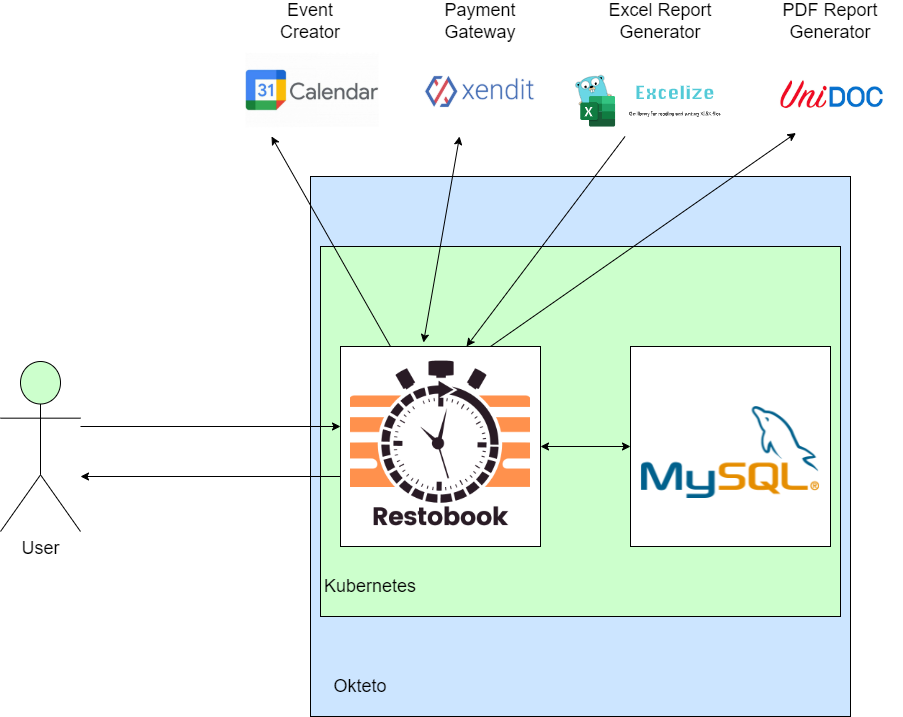 Event
Creator
Payment
Gateway
Excel Report
Generator
PDF Report
Generator
31 Calendar
xendit
X
Excelize
Go library for reading and writing XLSX files
UniDOC
Restobook
MySQL®
User
Kubernetes
Okteto